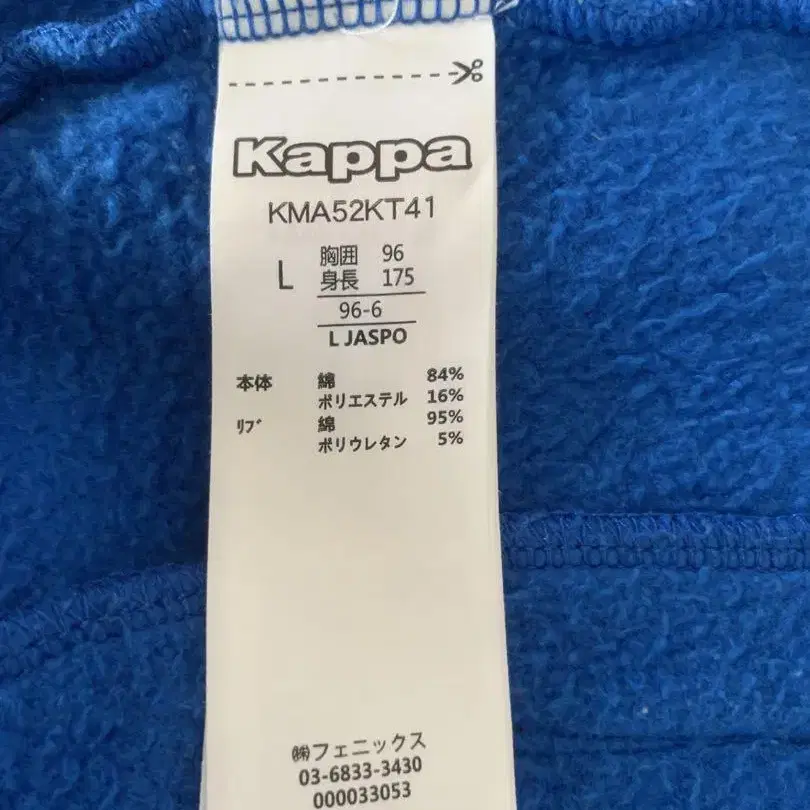 Kappa
KMA52KT41
L 胸囲 96
身長 175
96-6
L JASPO
本体 綿 84%
ポリエステル 16%
ﾘﾌﾞ 綿 95%
ポリウレタン 5%
㈱フェニックス
03-6833-3430
000033053